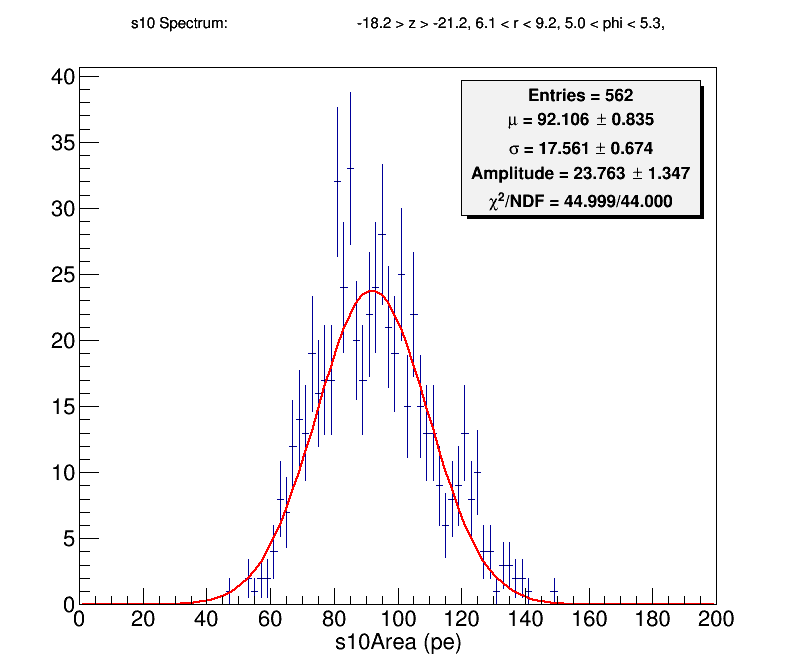 s10 Spectrum: -18.2 > z > -21.2, 6.1 < r < 9.2, 5.0 < phi < 5.3,
Entries = 562
μ = 92.106 ± 0.835
σ = 17.561 ± 0.674
Amplitude = 23.763 ± 1.347
χ²/NDF = 44.999/44.000
40
35
30
25
20
15
10
5
0
0 20 40 60 80 100 120 140 160 180 200
s10Area (pe)